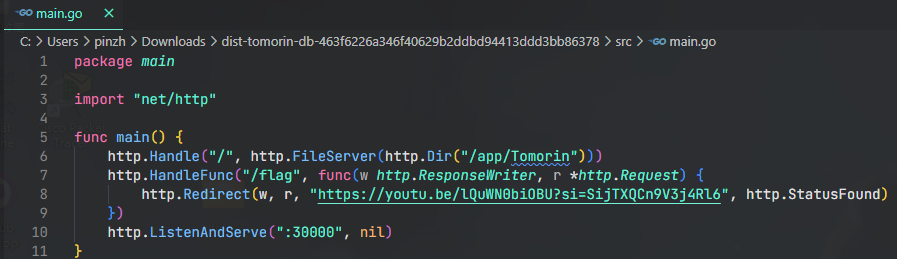 main.go
C: > Users > pinzh > Downloads > dist-tomorin-db-463f6226a346f40629b2ddbd94413ddd3bb86378 > src > main.go
1 package main
2
3 import "net/http"
4
5 func main() {
6     http.Handle("/", http.FileServer(http.Dir("/app/Tomorin")))
7     http.HandleFunc("/flag", func(w http.ResponseWriter, r *http.Request) {
8         http.Redirect(w, r, "https://youtu.be/lQuWN0biOBU?si=SijTXQCn9V3j4Rl6", http.StatusFound)
9     })
10     http.ListenAndServe(":30000", nil)
11 }